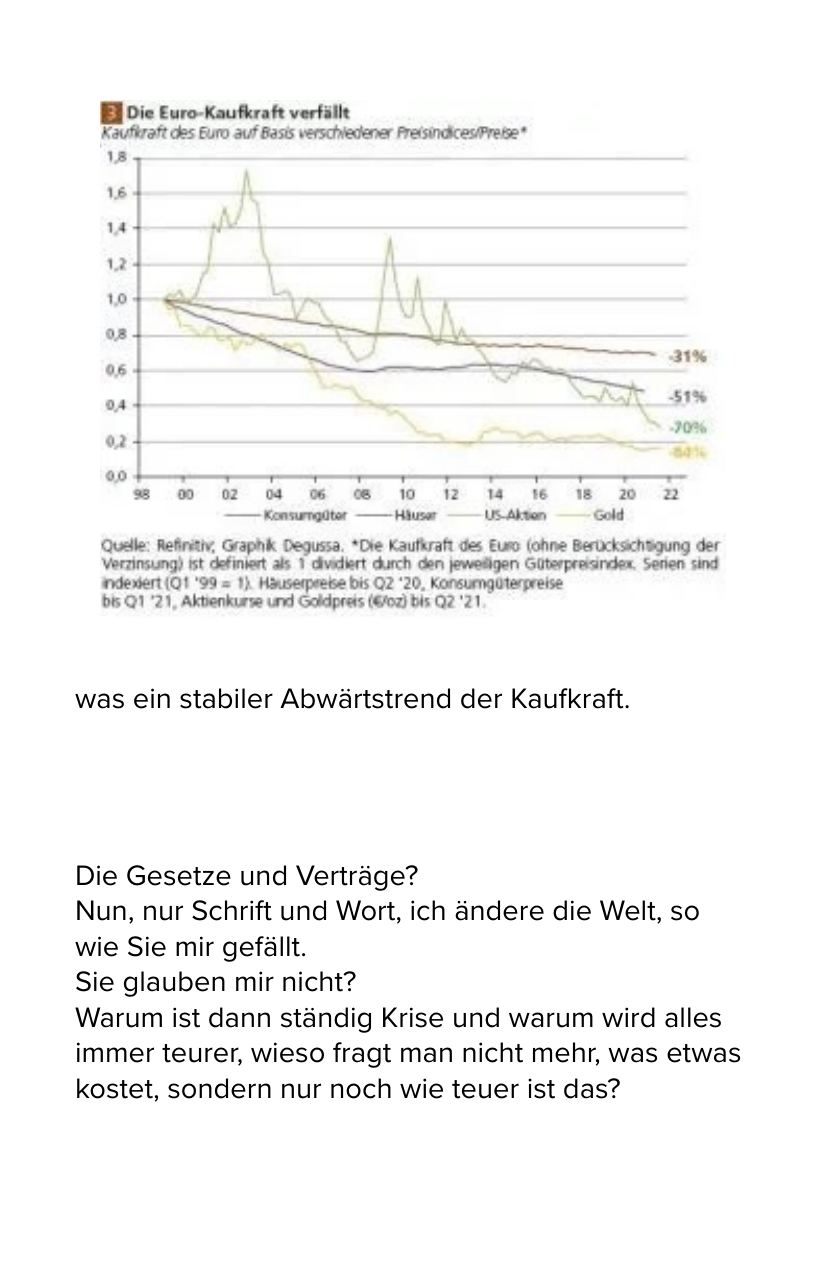 3 Die Euro-Kaufkraft verfällt
Kaufkraft des Euro auf Basis verschiedener Preisindices/Preise*
1,8
1,6
1,4
1,2
1,0
0,8
0,6
0,4
0,2
0,0
-31%
-51%
-70%
-84%
98 00 02 04 06 08 10 12 14 16 18 20 22
Konsumgüter Häuser US-Aktien Gold
Quelle: Refinitiv; Graphik Degussa. *Die Kaufkraft des Euro (ohne Berücksichtigung der
Verzinsung) ist definiert als 1 dividiert durch den jeweiligen Güterpreisindex. Serien sind
indexiert (Q1 '99 = 1). Häuserpreise bis Q2 '20, Konsumgüterpreise
bis Q1 '21, Aktienkurse und Goldpreis (€/oz) bis Q2 '21.
was ein stabiler Abwärtstrend der Kaufkraft.
Die Gesetze und Verträge?
Nun, nur Schrift und Wort, ich ändere die Welt, so
wie Sie mir gefällt.
Sie glauben mir nicht?
Warum ist dann ständig Krise und warum wird alles
immer teurer, wieso fragt man nicht mehr, was etwas
kostet, sondern nur noch wie teuer ist das?